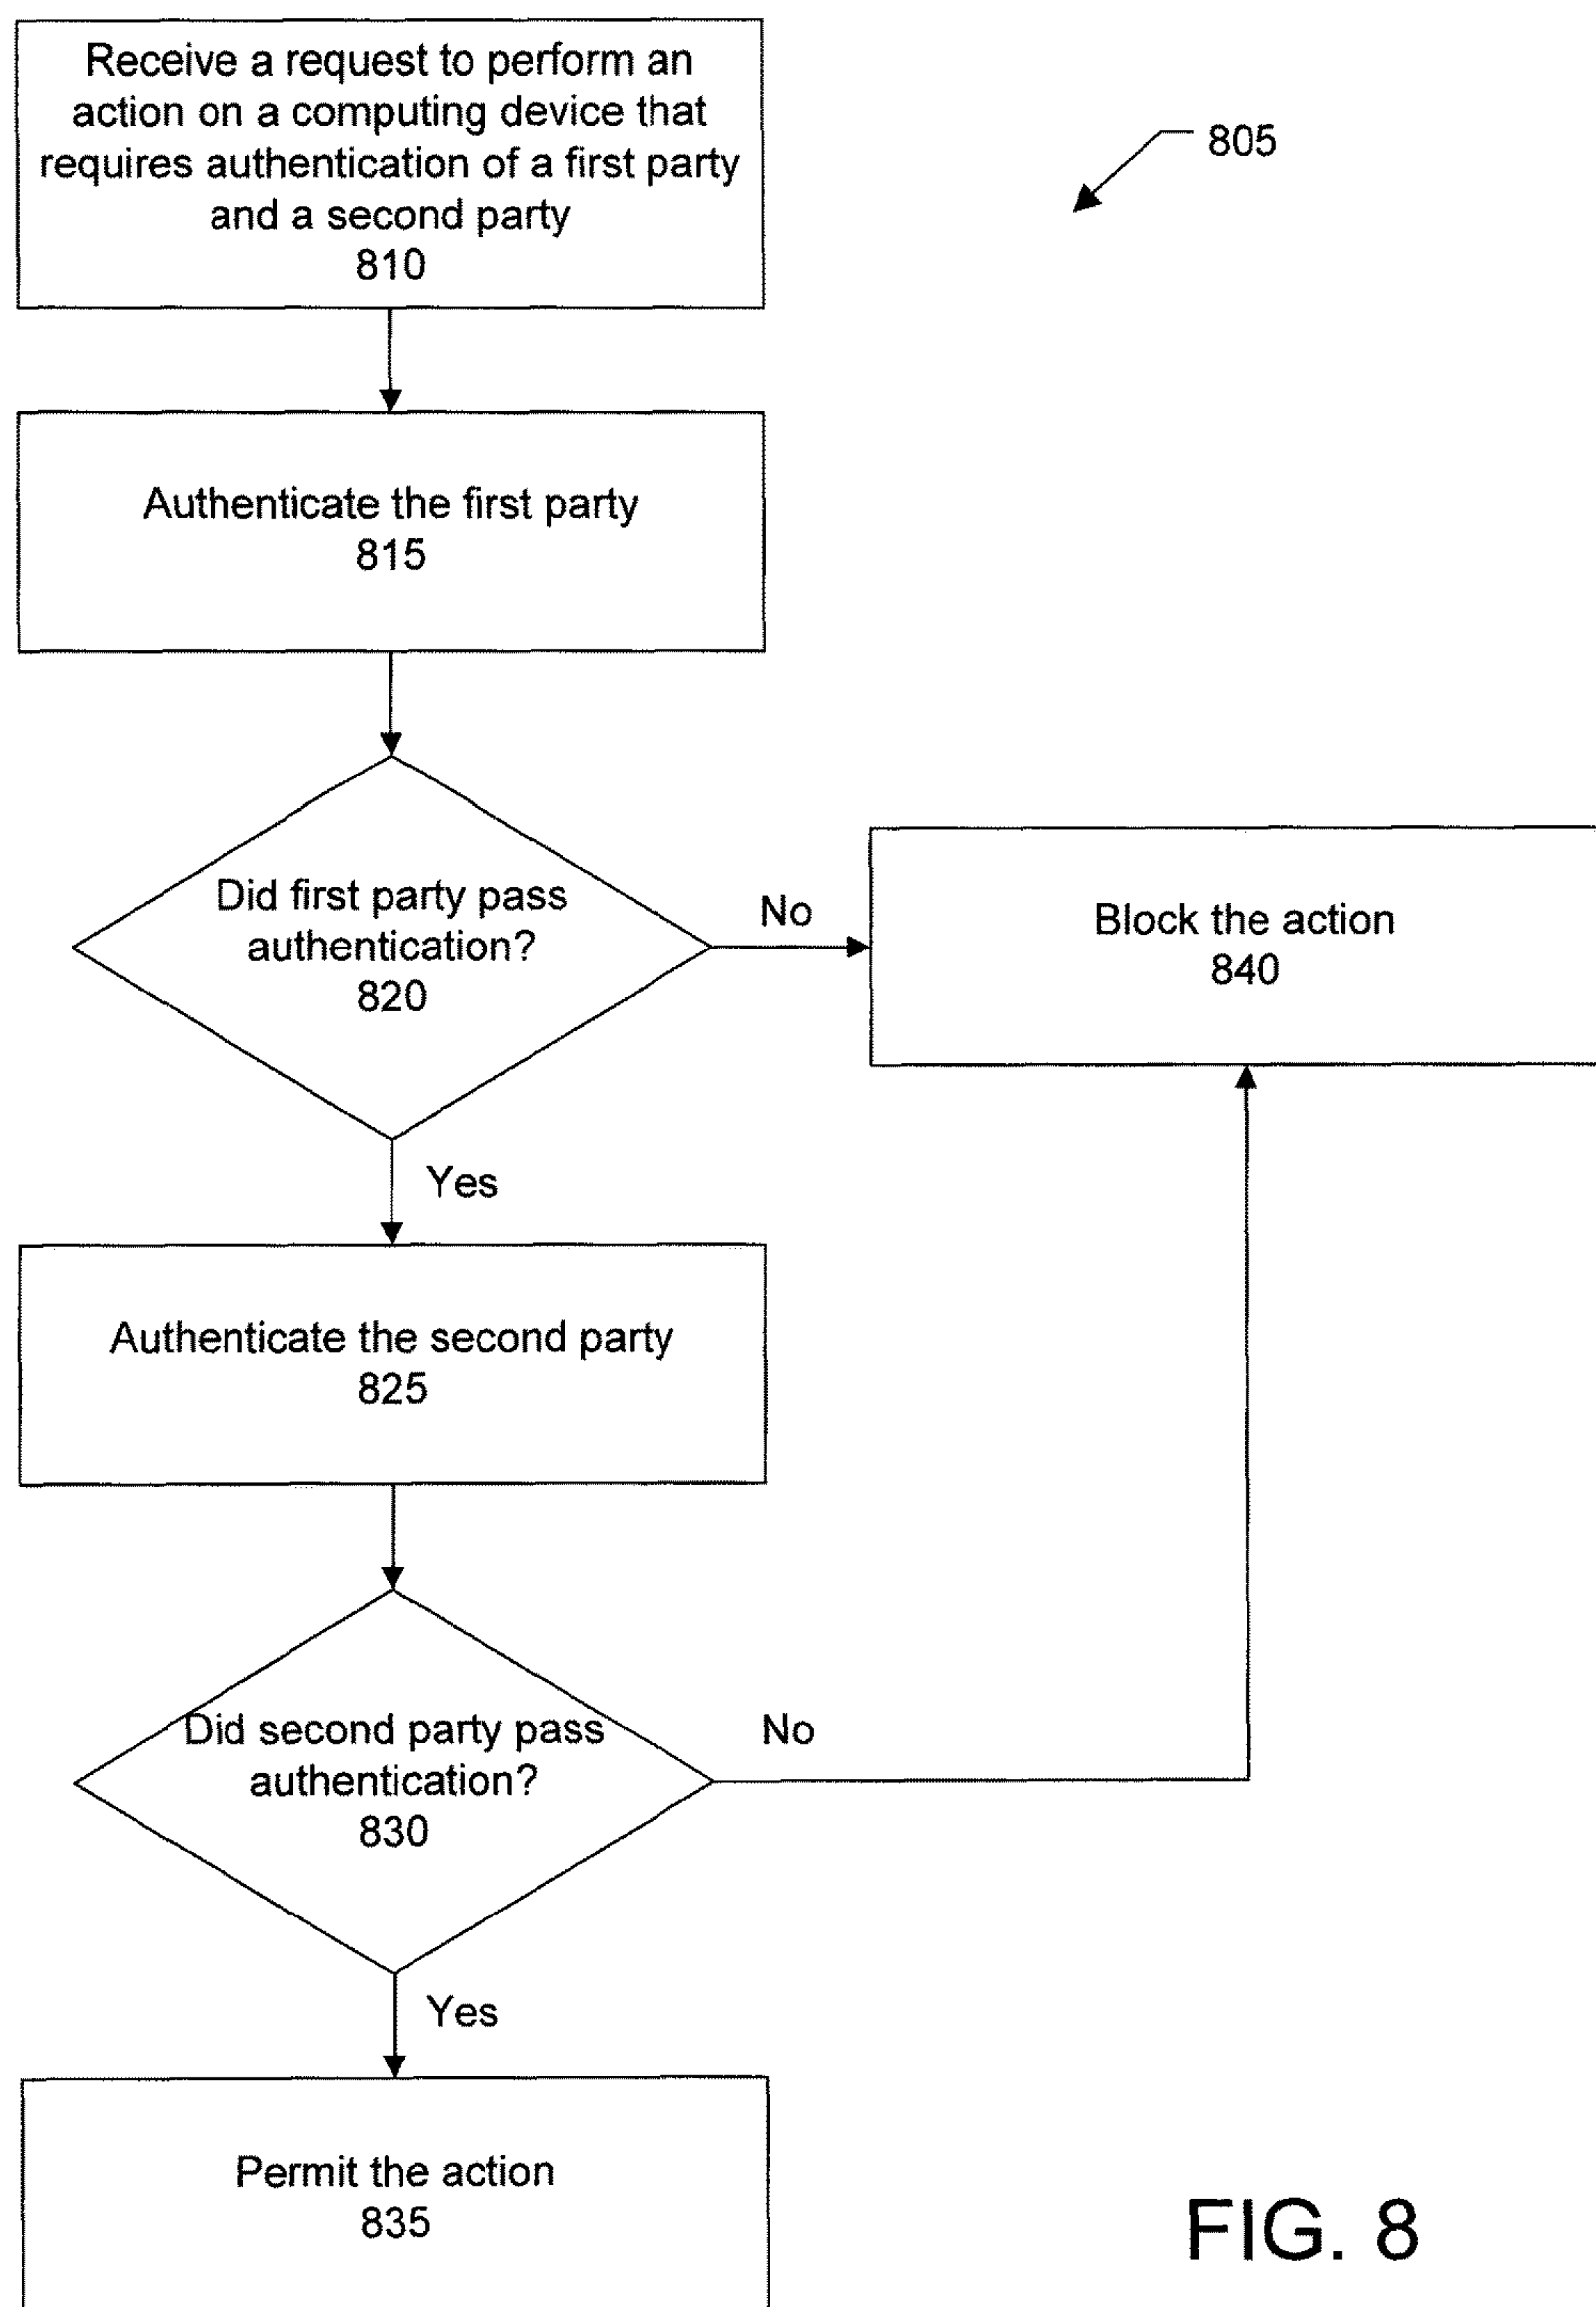 Receive a request to perform an
action on a computing device that
requires authentication of a first party
and a second party
810
805
Authenticate the first party
815
Did first party pass
authentication?
820
No
Block the action
840
Yes
Authenticate the second party
825
Did second party pass
authentication?
830
No
Yes
Permit the action
835
FIG. 8